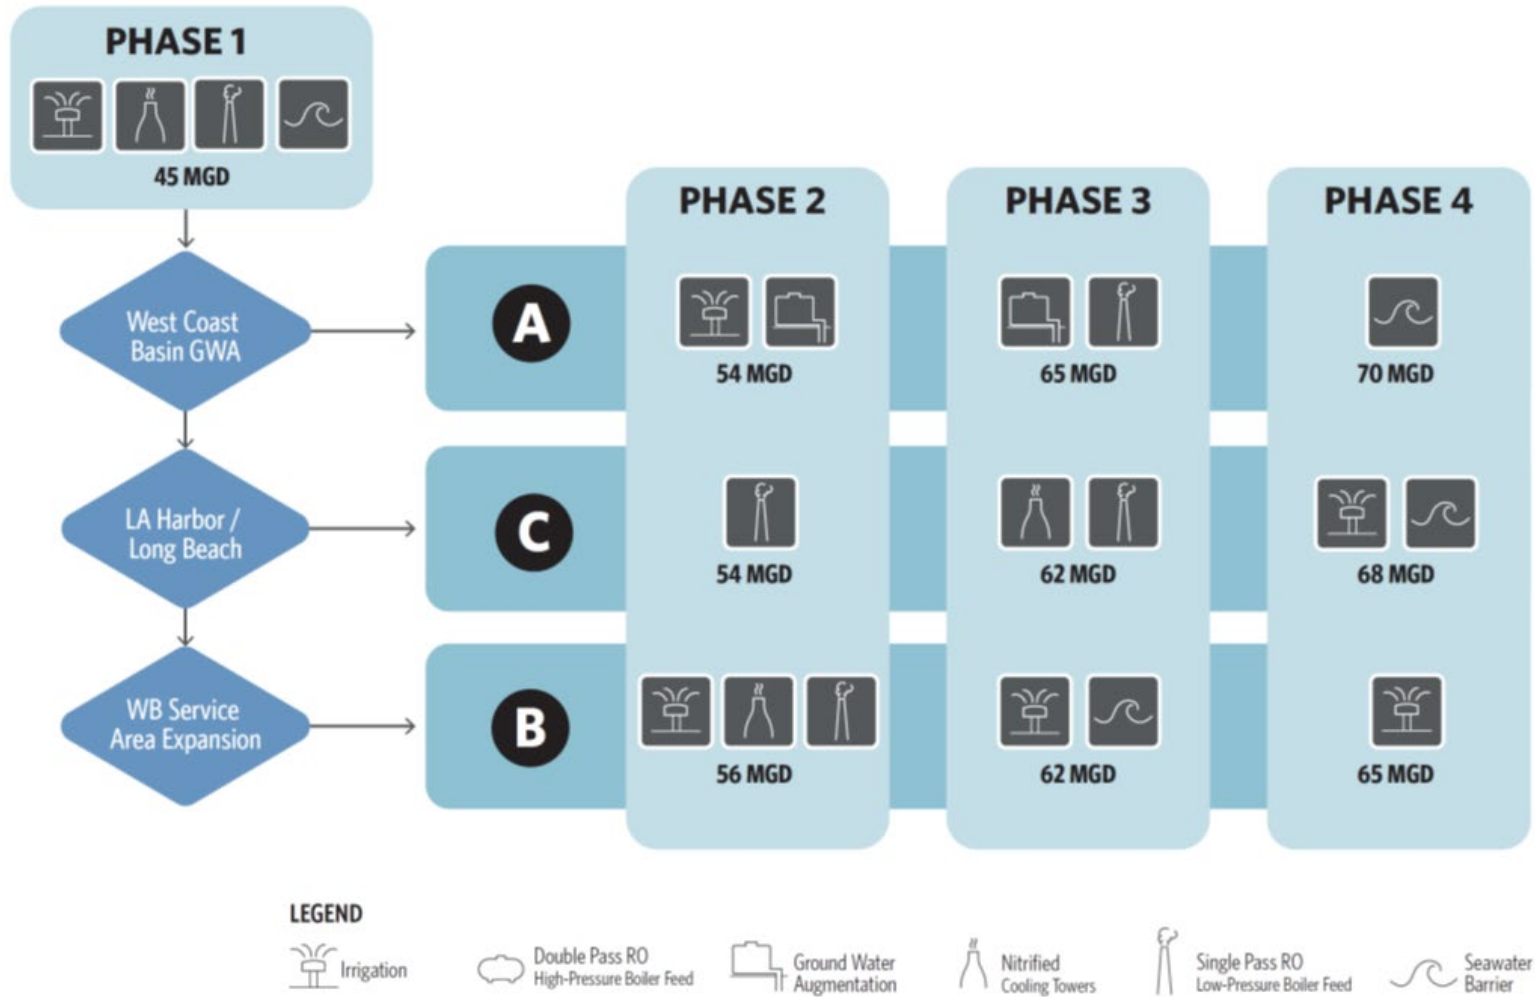 PHASE 1
45 MGD
PHASE 2
PHASE 3
PHASE 4
West Coast
Basin GWA
A
54 MGD
65 MGD
70 MGD
LA Harbor /
Long Beach
C
54 MGD
62 MGD
68 MGD
WB Service
Area Expansion
B
56 MGD
62 MGD
65 MGD
LEGEND
Irrigation
Double Pass RO
High-Pressure Boiler Feed
Ground Water
Augmentation
Nitrified
Cooling Towers
Single Pass RO
Low-Pressure Boiler Feed
Seawater
Barrier